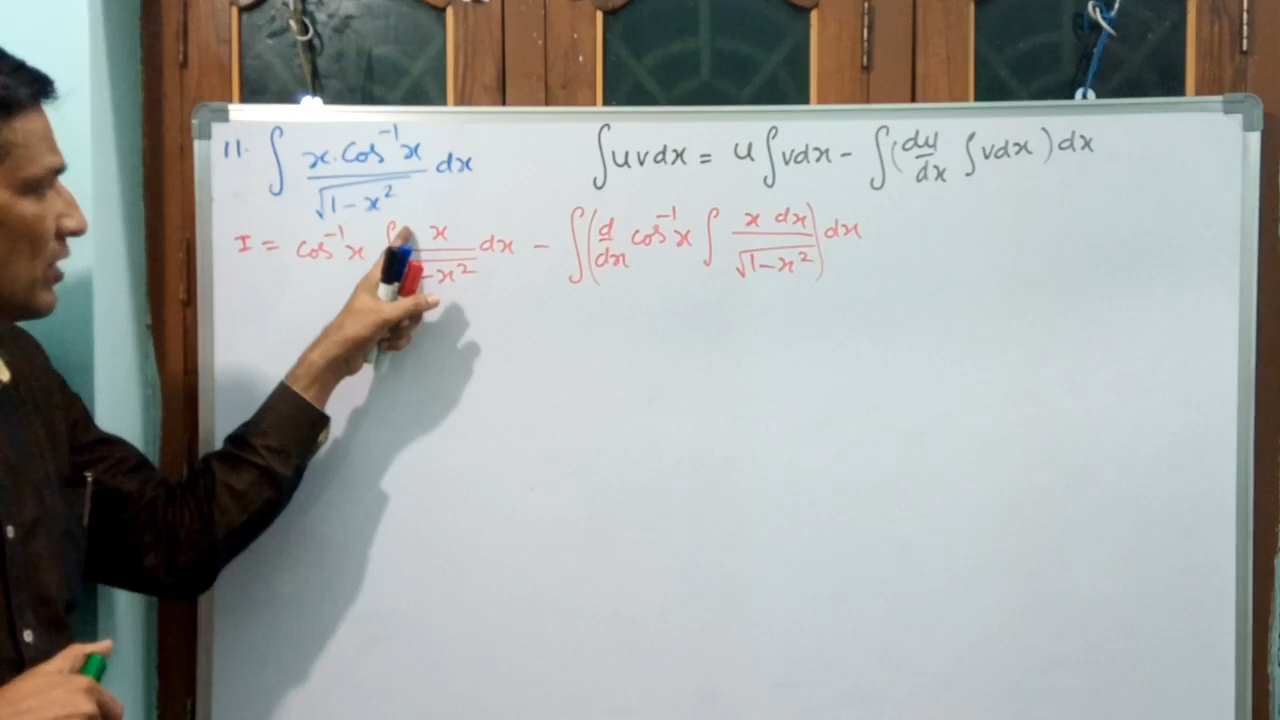 11. ∫ x.cos⁻¹x / √1-x² dx
∫uvdx = u∫vdx - ∫(du/dx ∫vdx)dx
I = cos⁻¹x ∫ x / -x² dx - ∫(d/dx cos⁻¹x ∫ x dx / √1-x²)dx